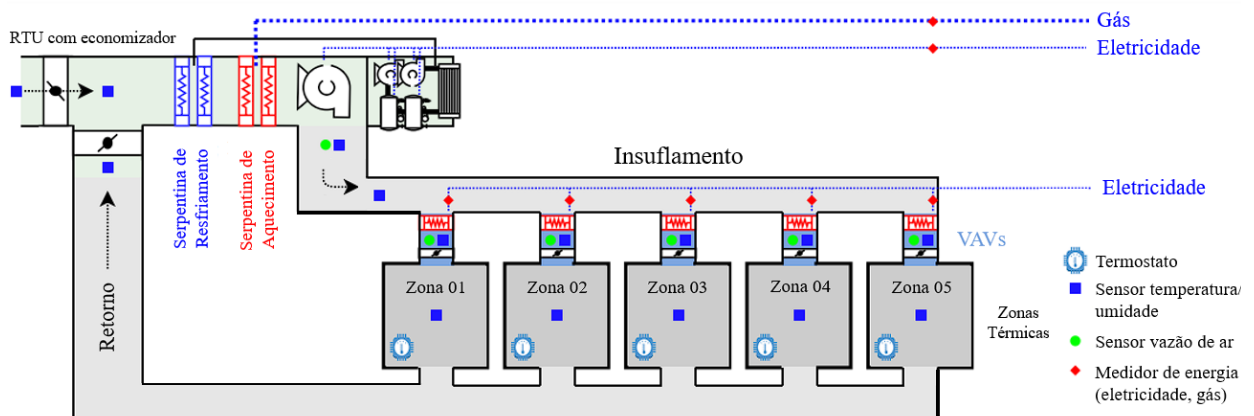 Gás
RTU com economizador
Eletricidade
Serpentina de
Resfriamento
Serpentina de
Aquecimento
Insuflamento
Eletricidade
VAVs
Retorno
Zona 01
Zona 02
Zona 03
Zona 04
Zona 05
Zonas
Térmicas
Termostato
Sensor temperatura/
umidade
Sensor vazão de ar
Medidor de energia
(eletricidade, gás)